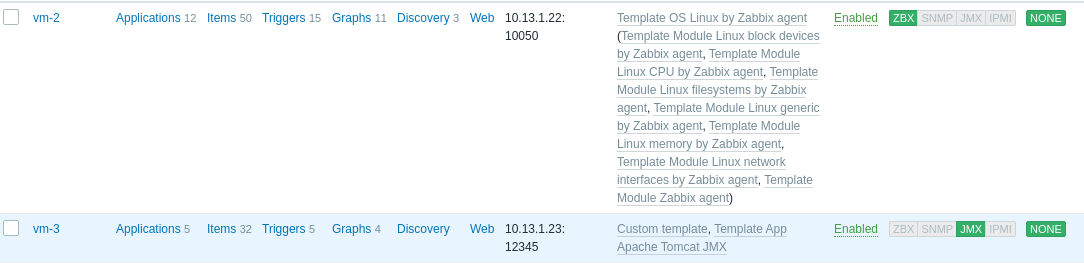 vm-2 Applications 12 Items 50 Triggers 15 Graphs 11 Discovery 3 Web 10.13.1.22: Template OS Linux by Zabbix agent Enabled ZBX SNMP JMX IPMI NONE
10050 (Template Module Linux block devices
by Zabbix agent, Template Module
Linux CPU by Zabbix agent, Template
Module Linux filesystems by Zabbix
agent, Template Module Linux generic
by Zabbix agent, Template Module
Linux memory by Zabbix agent,
Template Module Linux network
interfaces by Zabbix agent, Template
Module Zabbix agent)
vm-3 Applications 5 Items 32 Triggers 5 Graphs 4 Discovery Web 10.13.1.23: Custom template, Template App Enabled ZBX SNMP JMX IPMI NONE
12345 Apache Tomcat JMX